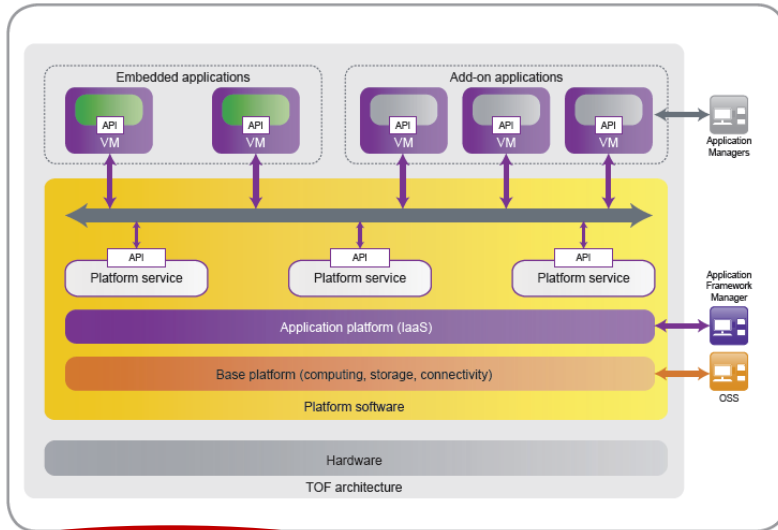 Embedded applications
Add-on applications
API
VM
API
VM
API
VM
API
VM
API
VM
Application
Managers
API
Platform service
API
Platform service
API
Platform service
Application
Framework
Manager
Application platform (IaaS)
Base platform (computing, storage, connectivity)
OSS
Platform software
Hardware
TOF architecture